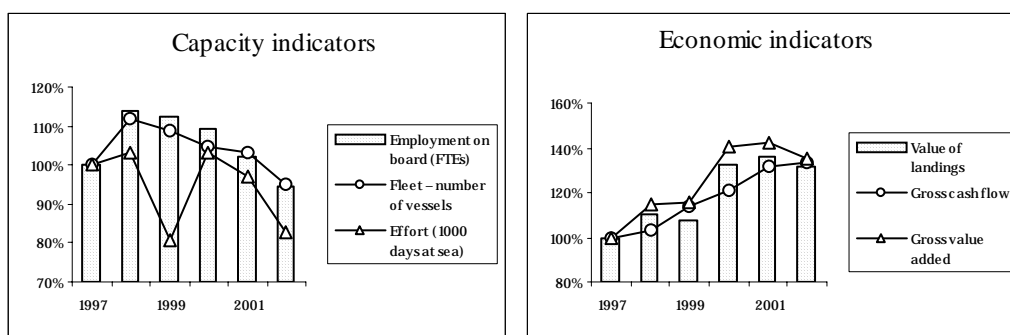 Capacity indicators
120%
110%
100%
90%
80%
70%
1997
1999
2001
Employment on
board (FTEs)
Fleet – number
of vessels
Effort (1000
days at sea)
Economic indicators
160%
140%
120%
100%
80%
1997
1999
2001
Value of
landings
Gross cash flow
Gross value
added